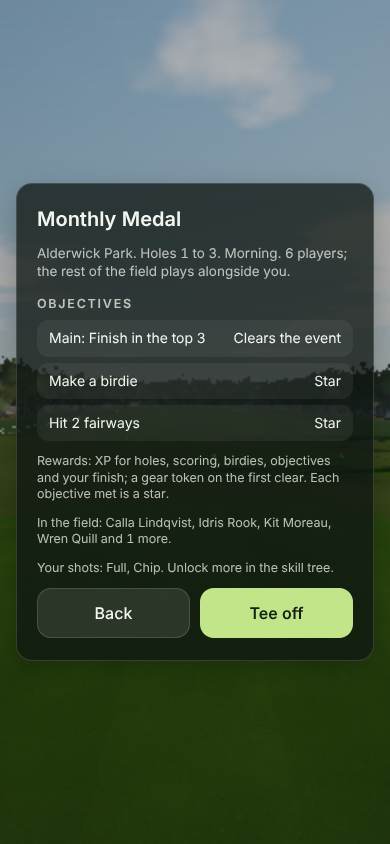 Monthly Medal
Alderwick Park. Holes 1 to 3. Morning. 6 players;
the rest of the field plays alongside you.
OBJECTIVES
Main: Finish in the top 3 Clears the event
Make a birdie Star
Hit 2 fairways Star
Rewards: XP for holes, scoring, birdies, objectives
and your finish; a gear token on the first clear. Each
objective met is a star.
In the field: Calla Lindqvist, Idris Rook, Kit Moreau,
Wren Quill and 1 more.
Your shots: Full, Chip. Unlock more in the skill tree.
Back Tee off